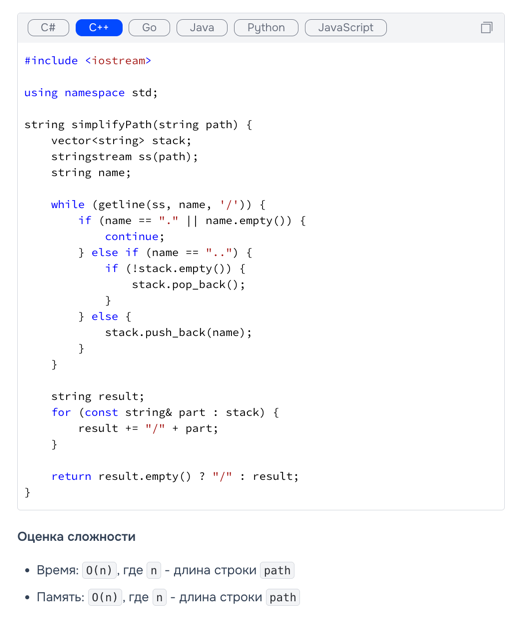 C# C++ Go Java Python JavaScript
#include <iostream>
using namespace std;
string simplifyPath(string path) {
    vector<string> stack;
    stringstream ss(path);
    string name;
    while (getline(ss, name, '/')) {
        if (name == "." || name.empty()) {
            continue;
        } else if (name == "..") {
            if (!stack.empty()) {
                stack.pop_back();
            }
        } else {
            stack.push_back(name);
        }
    }
    string result;
    for (const string& part : stack) {
        result += "/" + part;
    }
    return result.empty() ? "/" : result;
}
Оценка сложности
• Время: O(n), где n - длина строки path
• Память: O(n), где n - длина строки path